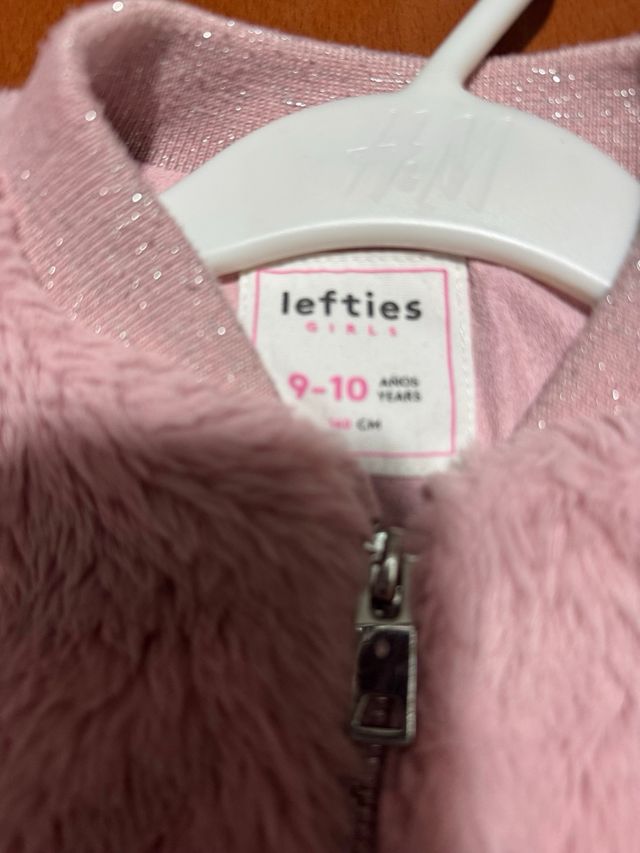 H&M
lefties
GIRLS
9-10 AÑOS
YEARS
CM